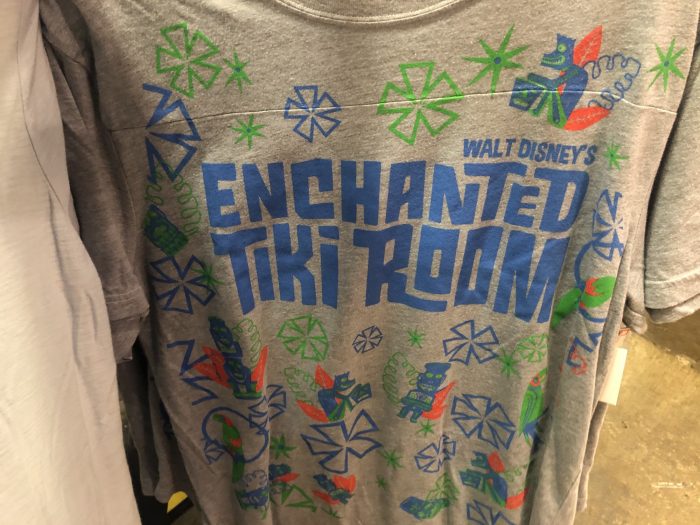 WALT DISNEY'S
ENCHANTED
TIKI ROOM